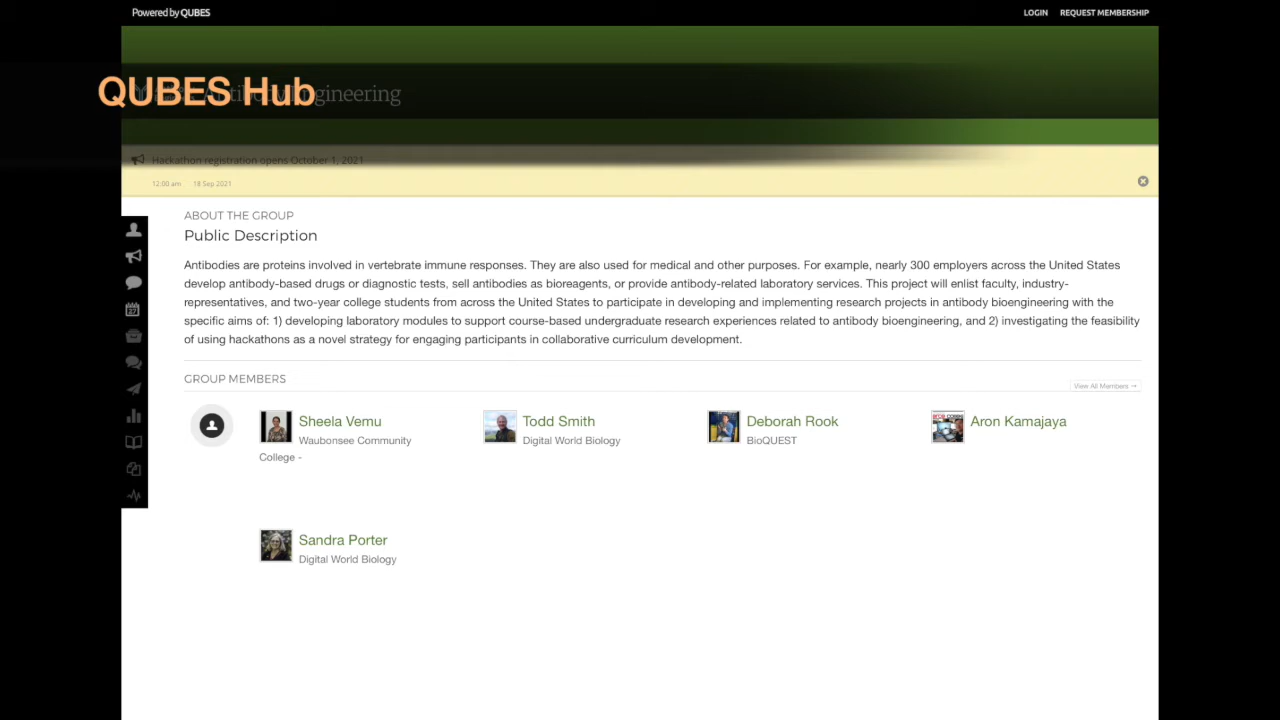 Powered by QUBES
LOGIN REQUEST MEMBERSHIP
QUBES Hub
Antibody Engineering
Hackathon registration opens October 1, 2021
12:00 am 18 Sep 2021
ABOUT THE GROUP
Public Description
Antibodies are proteins involved in vertebrate immune responses. They are also used for medical and other purposes. For example, nearly 300 employers across the United States
develop antibody-based drugs or diagnostic tests, sell antibodies as bioreagents, or provide antibody-related laboratory services. This project will enlist faculty, industry-
representatives, and two-year college students from across the United States to participate in developing and implementing research projects in antibody bioengineering with the
specific aims of: 1) developing laboratory modules to support course-based undergraduate research experiences related to antibody bioengineering, and 2) investigating the feasibility
of using hackathons as a novel strategy for engaging participants in collaborative curriculum development.
GROUP MEMBERS
View All Members →
Sheela Vemu Todd Smith Deborah Rook Aron Kamajaya
Waubonsee Community Digital World Biology BioQUEST
College -
Sandra Porter
Digital World Biology
27